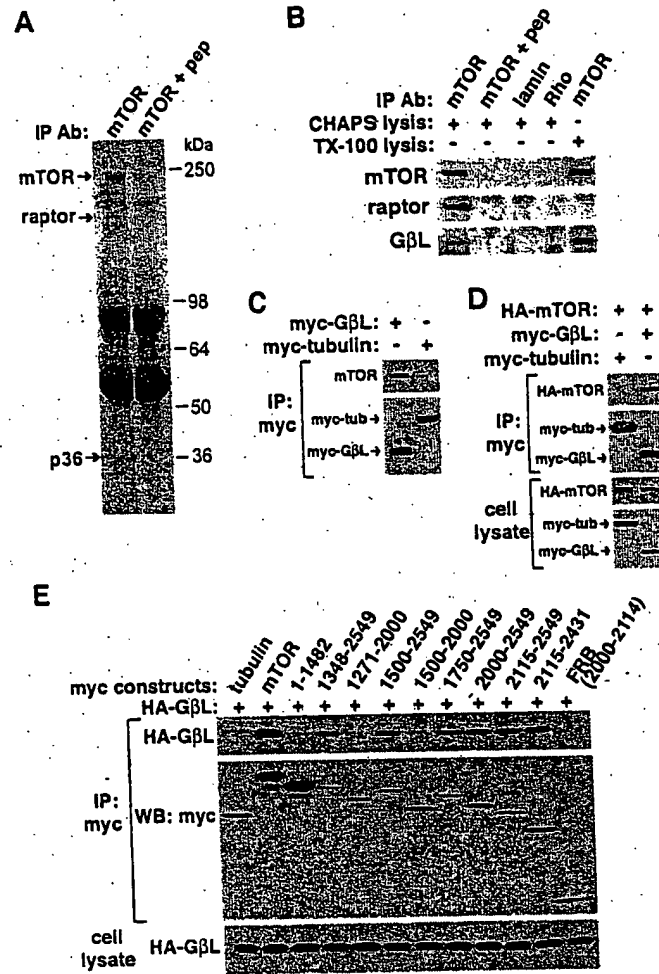 A
mTOR
mTOR + pep
IP Ab:
kDa
mTOR→
250
raptor→
98
64
50
p36→
36
B
IP Ab: mTOR mTOR + pep lamin Rho mTOR
CHAPS lysis: + + + + -
TX-100 lysis: - - - - +
mTOR
raptor
GβL
C
myc-GβL: + -
myc-tubulin: - +
IP: myc
mTOR
myc-tub→
myc-GβL→
D
HA-mTOR: + +
myc-GβL: - +
myc-tubulin: + -
IP: myc
HA-mTOR
myc-tub→
myc-GβL→
cell lysate
HA-mTOR
myc-tub→
myc-GβL→
E
myc constructs: tubulin mTOR 1-1482 1348-2549 1271-2000 1500-2549 1500-2000 1750-2549 2000-2549 2115-2549 2115-2431 FRB (2000-2114)
HA-GβL: + + + + + + + + + + + +
IP: myc
HA-GβL
WB: myc
cell lysate
HA-GβL